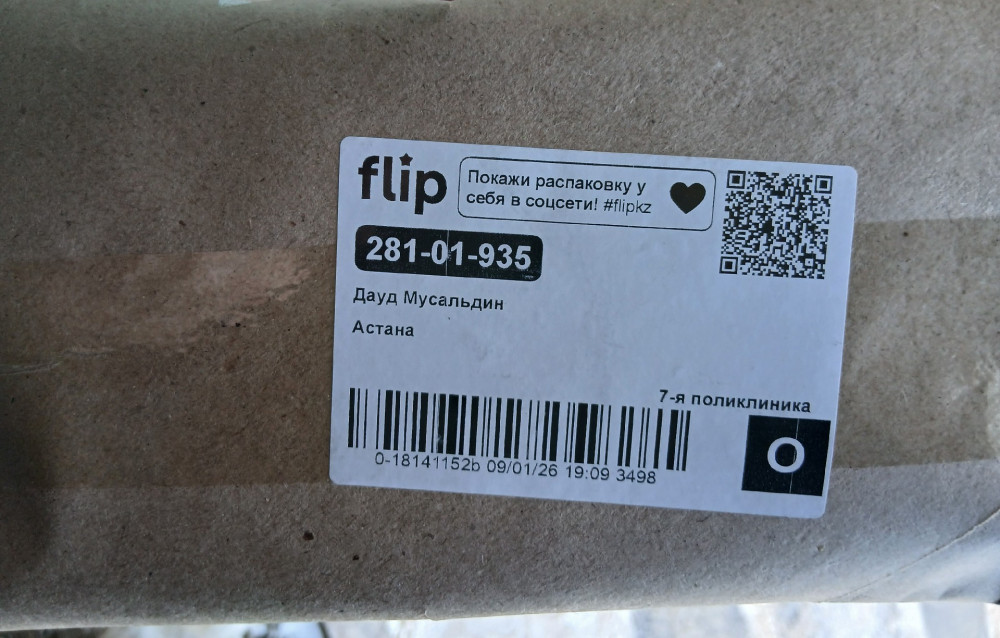 flip
Покажи распаковку у
себя в соцсети! #flipkz
281-01-935
Дауд Мусальдин
Астана
7-я поликлиника
O
0-18141152b 09/01/26 19:09 3498